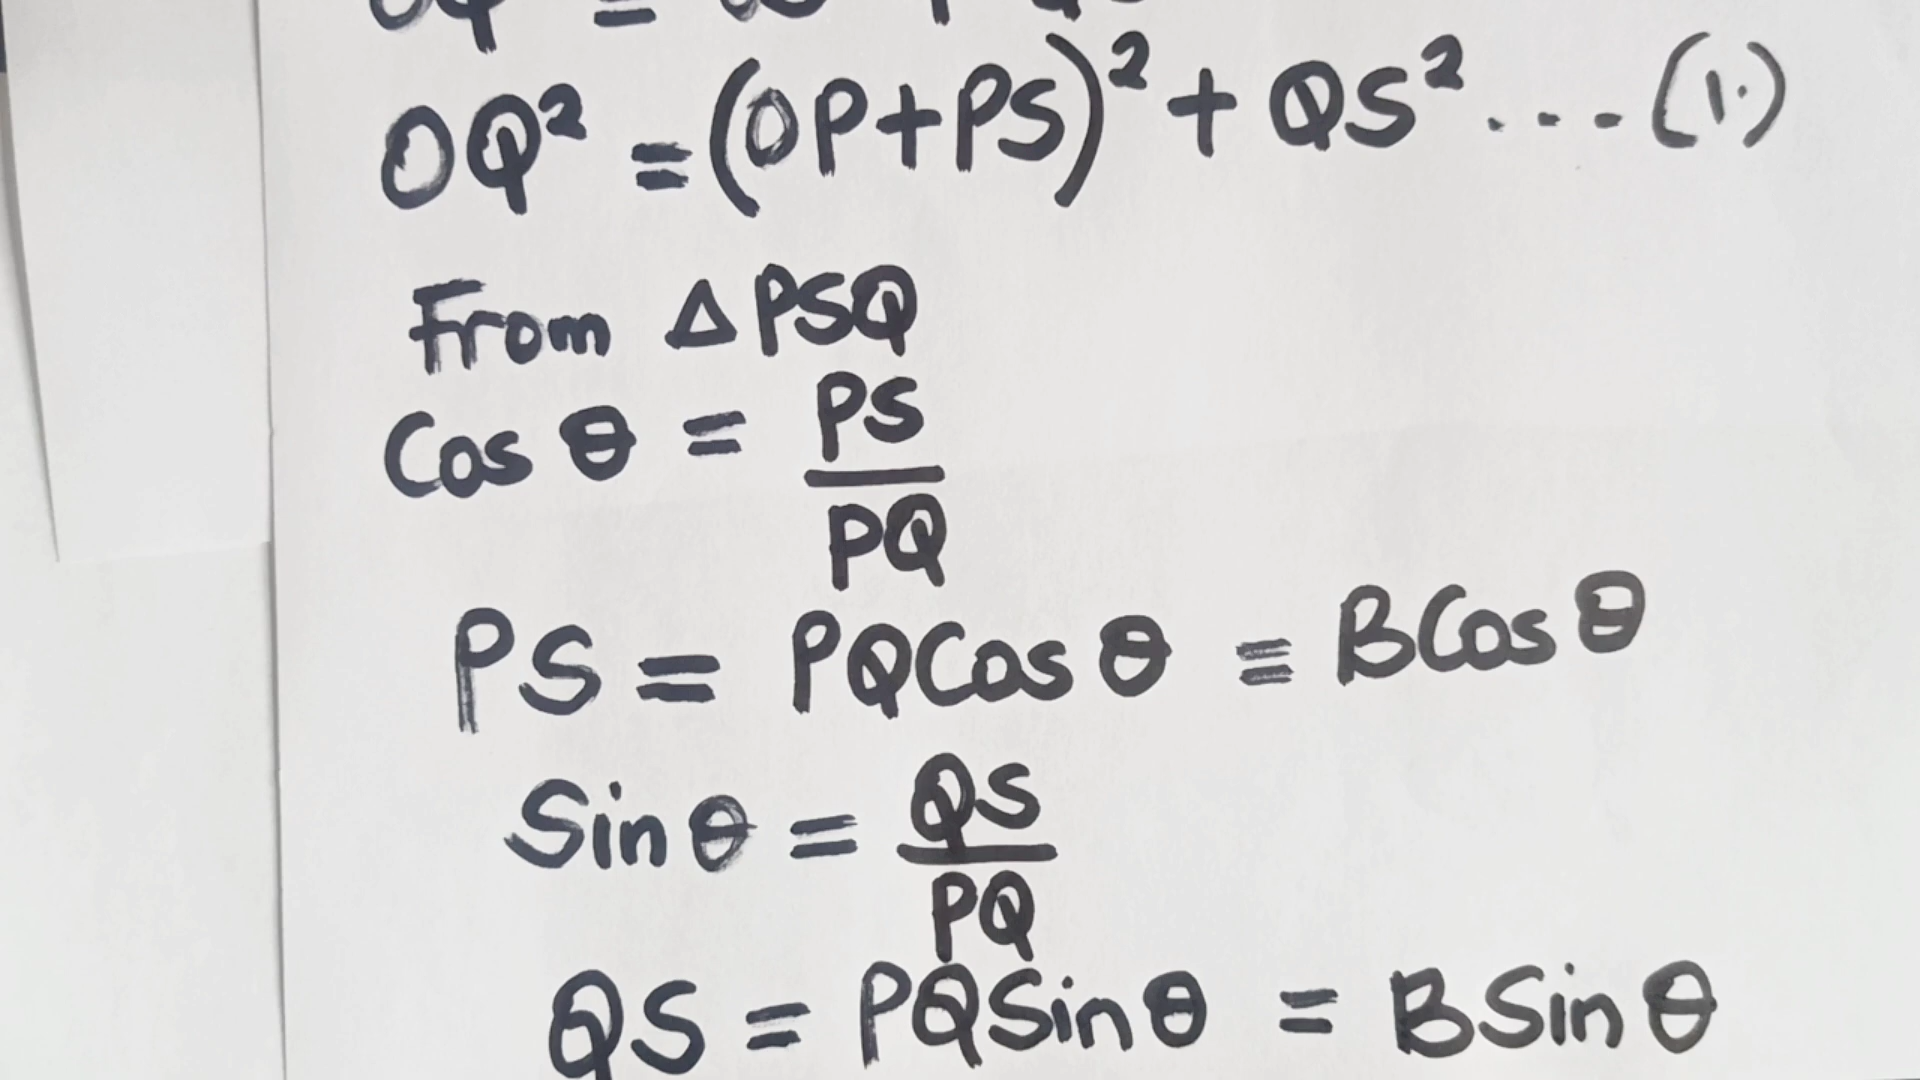 OQ² = (OP+PS)² + QS² .... (1.)
From Δ PSQ
Cos θ = PS/PQ
PS = PQCos θ ≡ BCos θ
Sin θ = QS/PQ
QS = PQSin θ = BSin θ